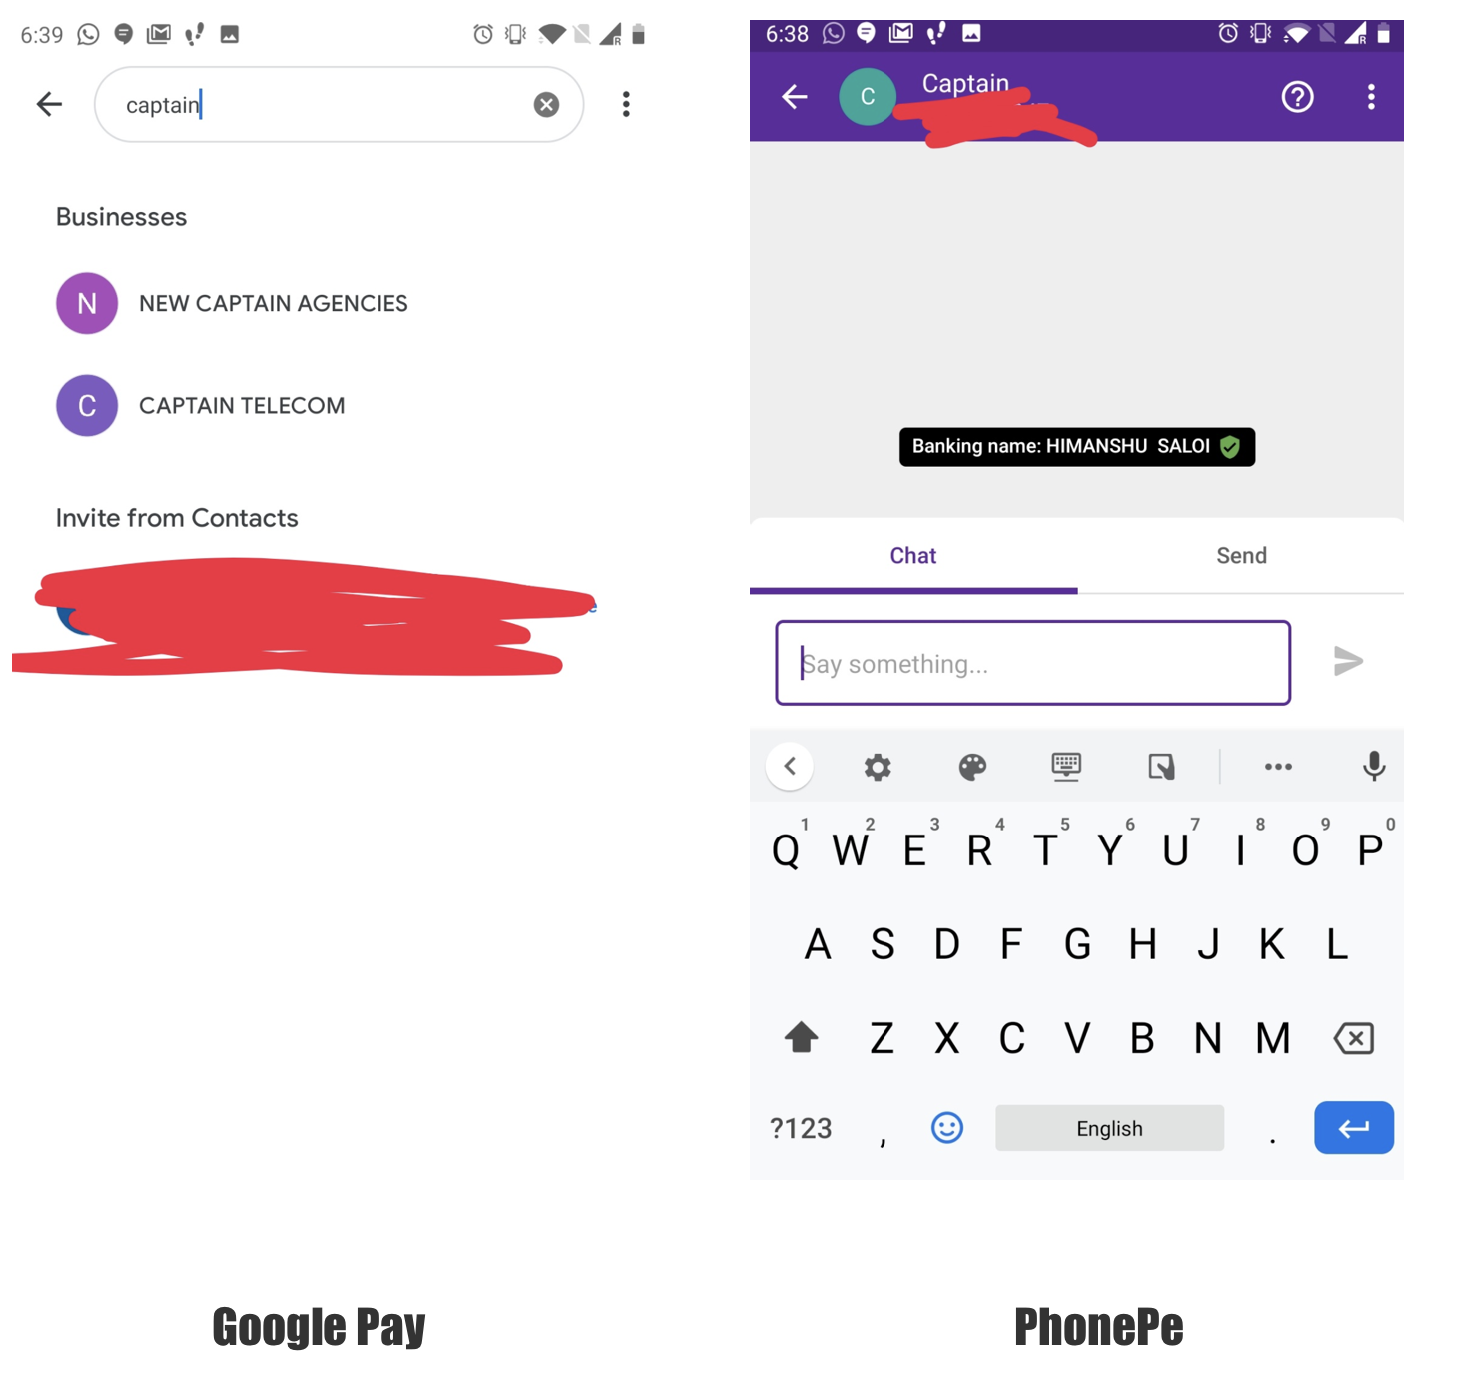 6:39
captain
Businesses
N NEW CAPTAIN AGENCIES
C CAPTAIN TELECOM
Invite from Contacts
Google Pay
6:38
C Captain
Banking name: HIMANSHU SALOI
Chat Send
Say something...
1 2 3 4 5 6 7 8 9 0
Q W E R T Y U I O P
A S D F G H J K L
Z X C V B N M
?123 , English .
PhonePe